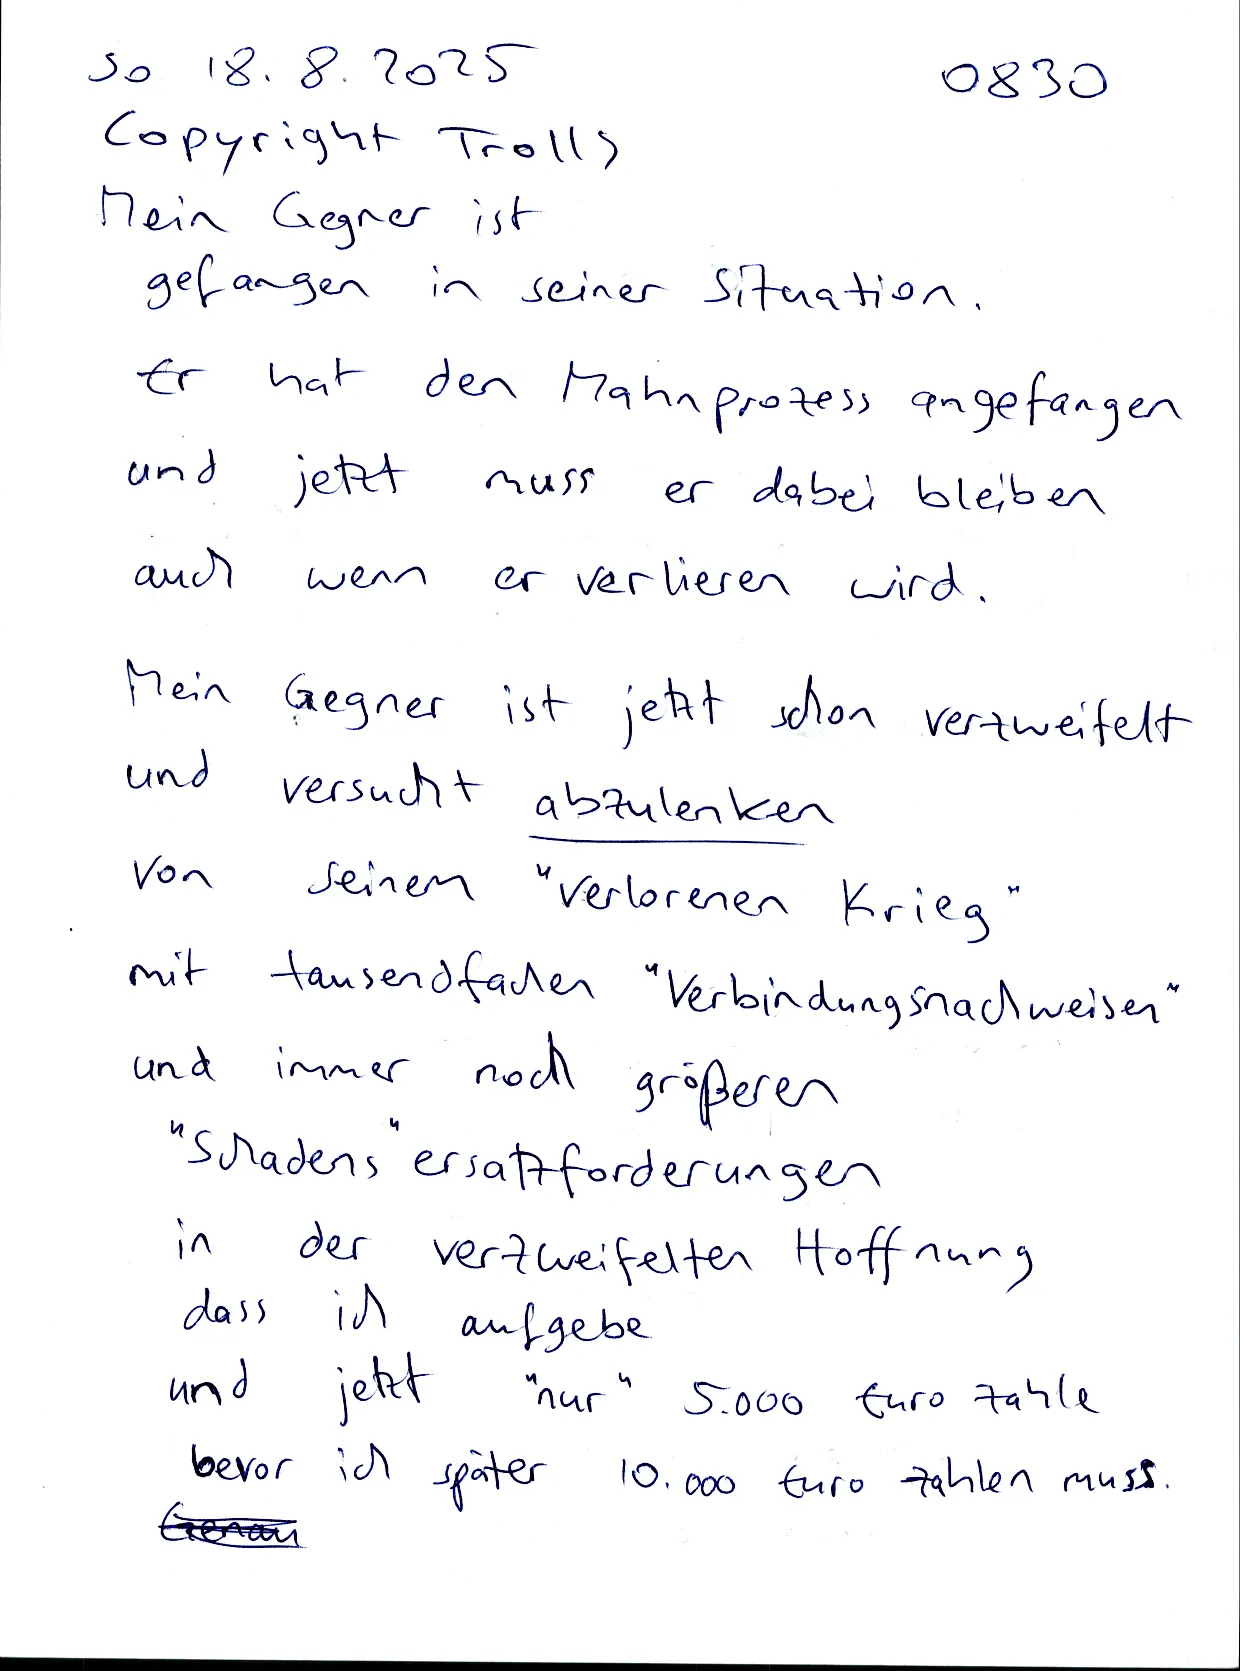 So 18.8.2025 0830
Copyright Trolls
Mein Gegner ist
gefangen in seiner Situation.
Er hat den Mahnprozess angefangen
und jetzt muss er dabei bleiben
auch wenn er verlieren wird.
Mein Gegner ist jetzt schon verzweifelt
und versucht abzulenken
von seinem "verlorenen Krieg"
mit tausendfachen "Verbindungsnachweisen"
und immer noch größeren
"Schadens"ersatzforderungen
in der verzweifelten Hoffnung
dass ich aufgebe
und jetzt "nur" 5.000 Euro zahle
bevor ich später 10.000 Euro zahlen muss.
Genau